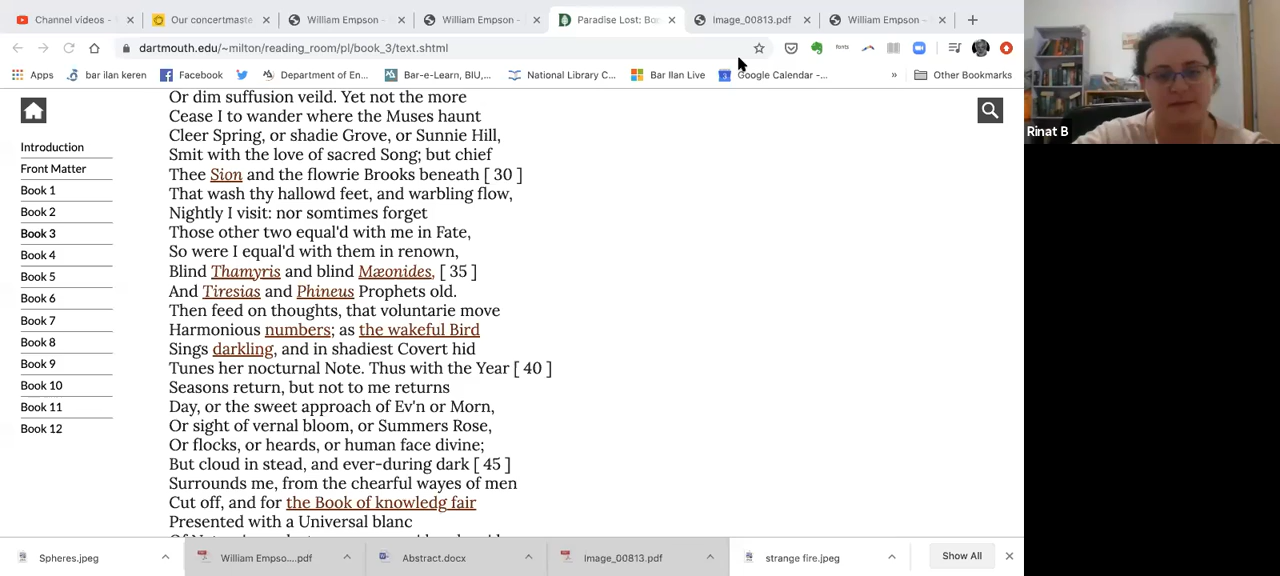 Channel videos -
Our concertmaste
William Empson -
William Empson -
Paradise Lost: Bo
Image_00813.pdf
William Empson -
dartmouth.edu/~milton/reading_room/pl/book_3/text.shtml
fonts
Apps
bar ilan keren
Facebook
Department of En...
Bar-e-Learn, BIU,...
National Library C...
Bar Ilan Live
Google Calendar -...
»
Other Bookmarks
Introduction
Front Matter
Book 1
Book 2
Book 3
Book 4
Book 5
Book 6
Book 7
Book 8
Book 9
Book 10
Book 11
Book 12
Or dim suffusion veild. Yet not the more
Cease I to wander where the Muses haunt
Cleer Spring, or shadie Grove, or Sunnie Hill,
Smit with the love of sacred Song; but chief
Thee Sion and the flowrie Brooks beneath [ 30 ]
That wash thy hallowd feet, and warbling flow,
Nightly I visit: nor somtimes forget
Those other two equal'd with me in Fate,
So were I equal'd with them in renown,
Blind Thamyris and blind Mæonides, [ 35 ]
And Tiresias and Phineus Prophets old.
Then feed on thoughts, that voluntarie move
Harmonious numbers; as the wakeful Bird
Sings darkling, and in shadiest Covert hid
Tunes her nocturnal Note. Thus with the Year [ 40 ]
Seasons return, but not to me returns
Day, or the sweet approach of Ev'n or Morn,
Or sight of vernal bloom, or Summers Rose,
Or flocks, or heards, or human face divine;
But cloud in stead, and ever-during dark [ 45 ]
Surrounds me, from the chearful wayes of men
Cut off, and for the Book of knowledg fair
Presented with a Universal blanc
Rinat B
Spheres.jpeg
William Empso....pdf
Abstract.docx
Image_00813.pdf
strange fire.jpeg
Show All